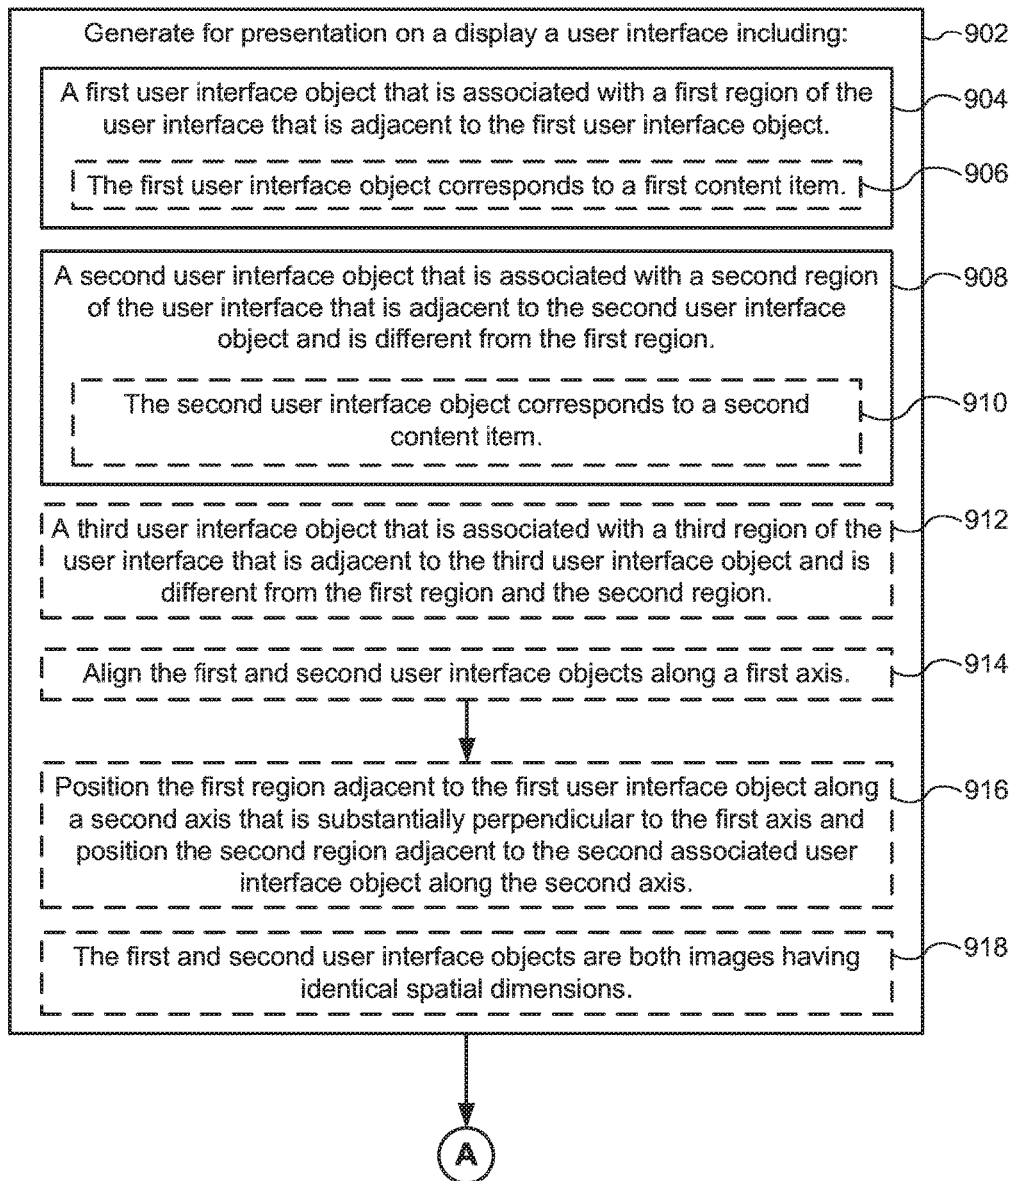 Generate for presentation on a display a user interface including:
902
A first user interface object that is associated with a first region of the
user interface that is adjacent to the first user interface object.
904
The first user interface object corresponds to a first content item.
906
A second user interface object that is associated with a second region
of the user interface that is adjacent to the second user interface
object and is different from the first region.
908
The second user interface object corresponds to a second
content item.
910
A third user interface object that is associated with a third region of the
user interface that is adjacent to the third user interface object and is
different from the first region and the second region.
912
Align the first and second user interface objects along a first axis.
914
Position the first region adjacent to the first user interface object along
a second axis that is substantially perpendicular to the first axis and
position the second region adjacent to the second associated user
interface object along the second axis.
916
The first and second user interface objects are both images having
identical spatial dimensions.
918
A